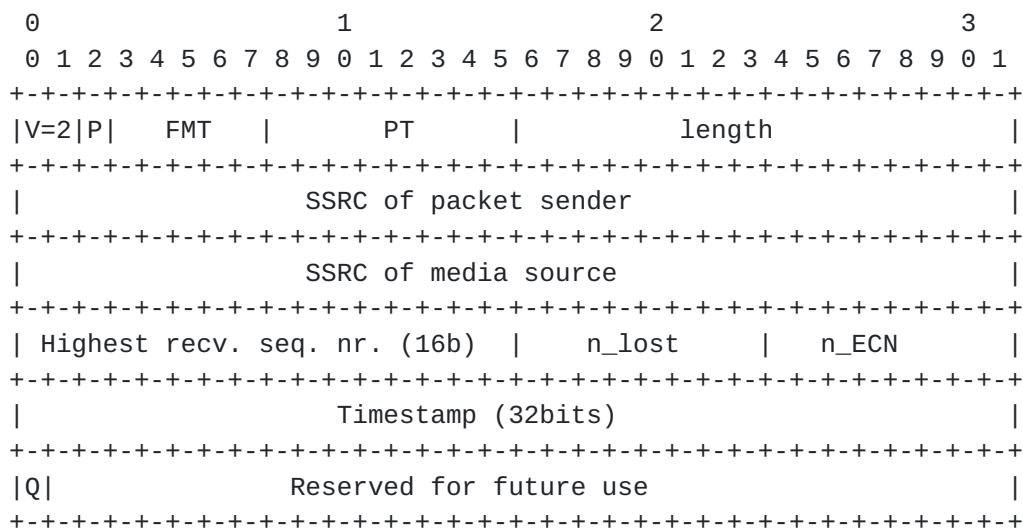 0                   1                   2                   3
 0 1 2 3 4 5 6 7 8 9 0 1 2 3 4 5 6 7 8 9 0 1 2 3 4 5 6 7 8 9 0 1
+-+-+-+-+-+-+-+-+-+-+-+-+-+-+-+-+-+-+-+-+-+-+-+-+-+-+-+-+-+-+-+-+
|V=2|P|   FMT   |       PT      |          length               |
+-+-+-+-+-+-+-+-+-+-+-+-+-+-+-+-+-+-+-+-+-+-+-+-+-+-+-+-+-+-+-+-+
|                  SSRC of packet sender                        |
+-+-+-+-+-+-+-+-+-+-+-+-+-+-+-+-+-+-+-+-+-+-+-+-+-+-+-+-+-+-+-+-+
|                  SSRC of media source                         |
+-+-+-+-+-+-+-+-+-+-+-+-+-+-+-+-+-+-+-+-+-+-+-+-+-+-+-+-+-+-+-+-+
| Highest recv. seq. nr. (16b)  |    n_lost     |   n_ECN       |
+-+-+-+-+-+-+-+-+-+-+-+-+-+-+-+-+-+-+-+-+-+-+-+-+-+-+-+-+-+-+-+-+
|                    Timestamp (32bits)                         |
+-+-+-+-+-+-+-+-+-+-+-+-+-+-+-+-+-+-+-+-+-+-+-+-+-+-+-+-+-+-+-+-+
|Q|               Reserved for future use                       |
+-+-+-+-+-+-+-+-+-+-+-+-+-+-+-+-+-+-+-+-+-+-+-+-+-+-+-+-+-+-+-+-+